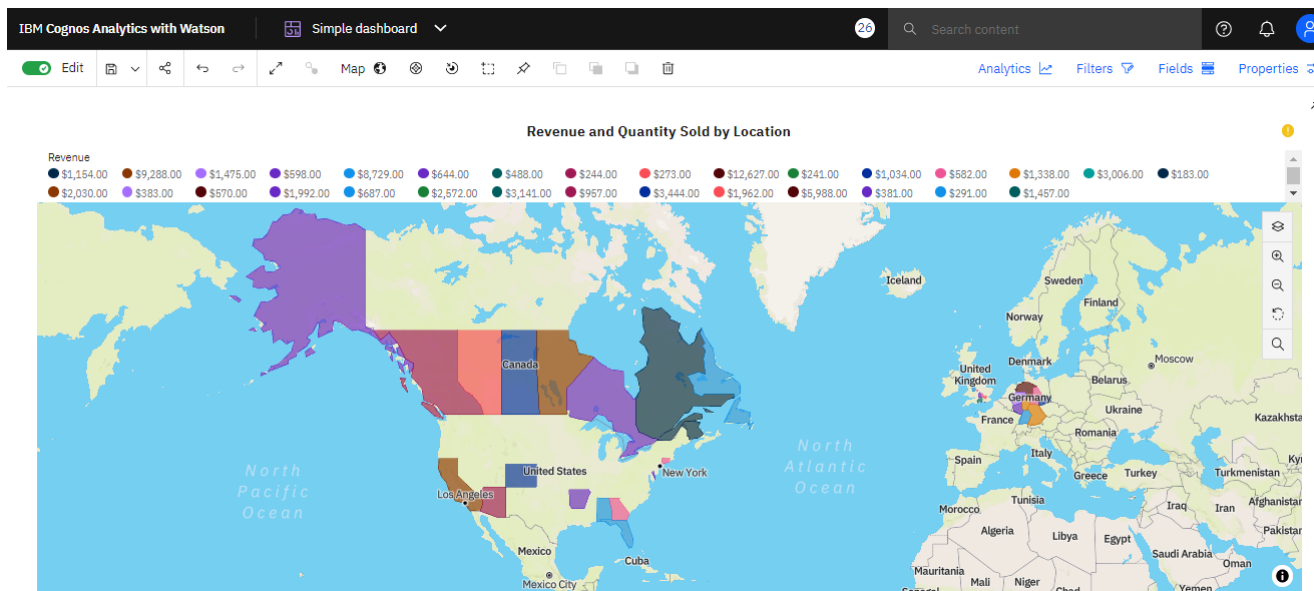 IBM Cognos Analytics with Watson
Simple dashboard
26
Search content
Edit
Map
Analytics
Filters
Fields
Properties
Revenue and Quantity Sold by Location
Revenue
$1,154.00 $9,288.00 $1,475.00 $598.00 $8,729.00 $644.00 $488.00 $244.00 $273.00 $12,627.00 $241.00 $1,034.00 $582.00 $1,338.00 $3,006.00 $183.00
$2,030.00 $383.00 $570.00 $1,992.00 $687.00 $2,572.00 $3,141.00 $957.00 $3,444.00 $1,962.00 $5,988.00 $381.00 $291.00 $1,457.00
Iceland
Sweden
Finland
Norway
Moscow
Denmark
United
Kingdom
Belarus
Germany
Canada
Ukraine
France
Kazakhsta
Romania
North
Atlantic
Ocean
Italy
Spain
Kyi
North
Pacific
Ocean
United States
New York
Greece
Turkey
Turkmenistan
Los Angeles
Tunisia
Morocco
Iraq
Iran
Afghanistan
Algeria
Libya
Egypt
Pakistan
Mexico
Saudi Arabia
Cuba
Oman
Mauritania
Mexico City
Mali
Niger
Chad
Yemen
Senegal